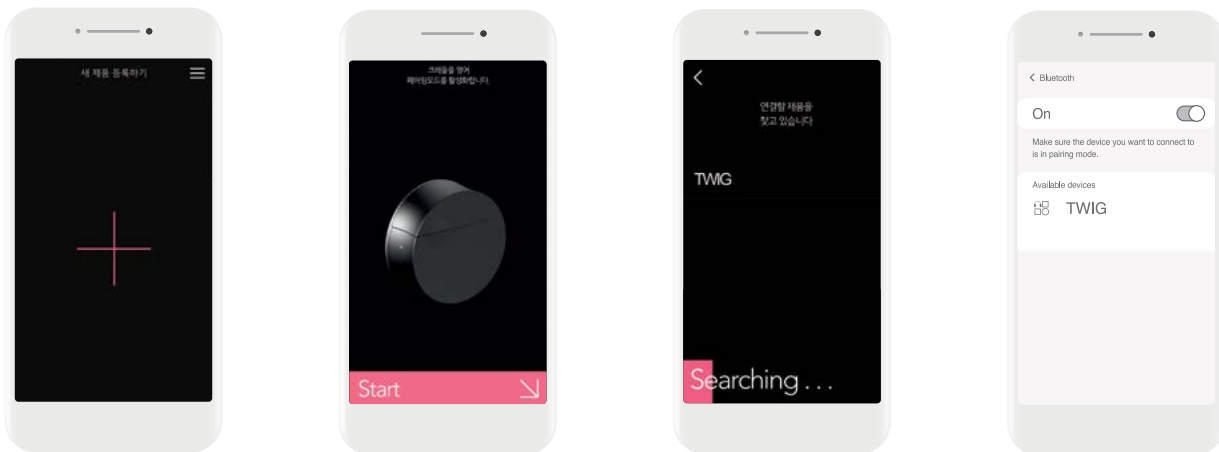 새 제품 등록하기
크래들을 열어
페어링모드를 활성화합니다.
Start
연결할 제품을
찾고 있습니다
TWIG
Searching . . .
Bluetooth
On
Make sure the device you want to connect to
is in pairing mode.
Available devices
TWIG